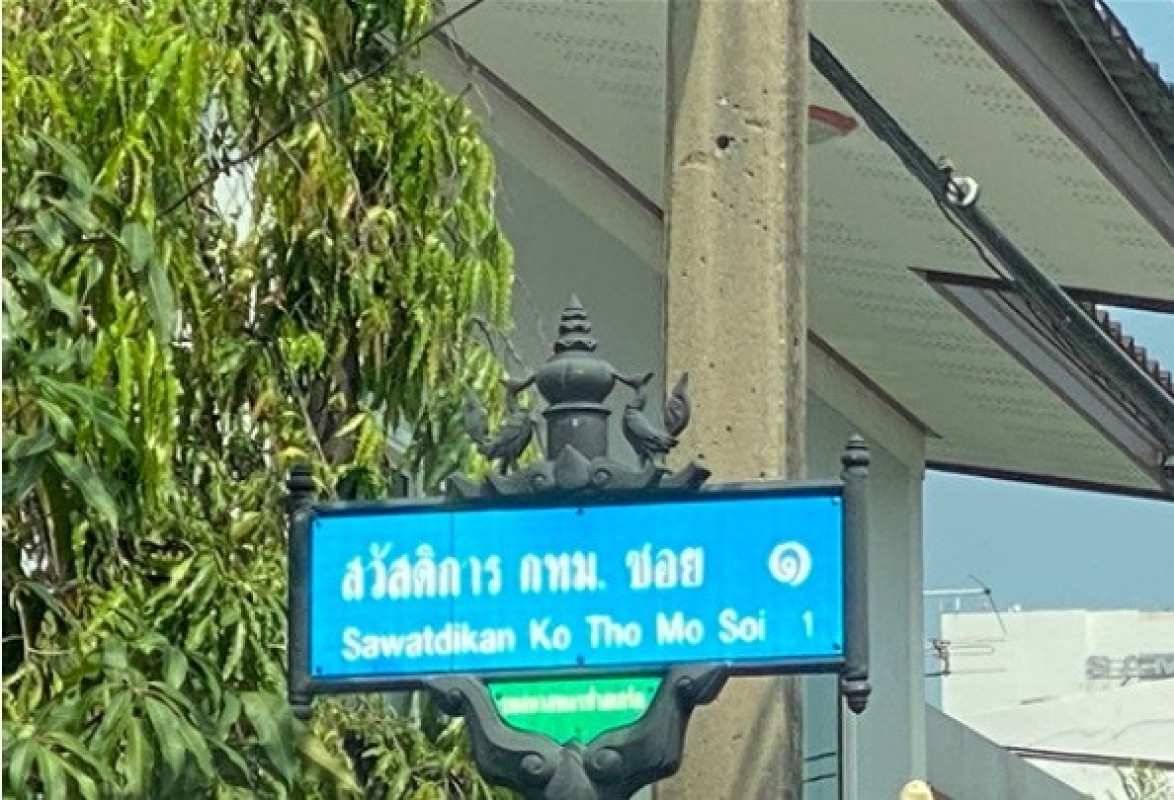 สวัสดิการ กทม. ซอย ๑
Sawatdikan Ko Tho Mo Soi 1